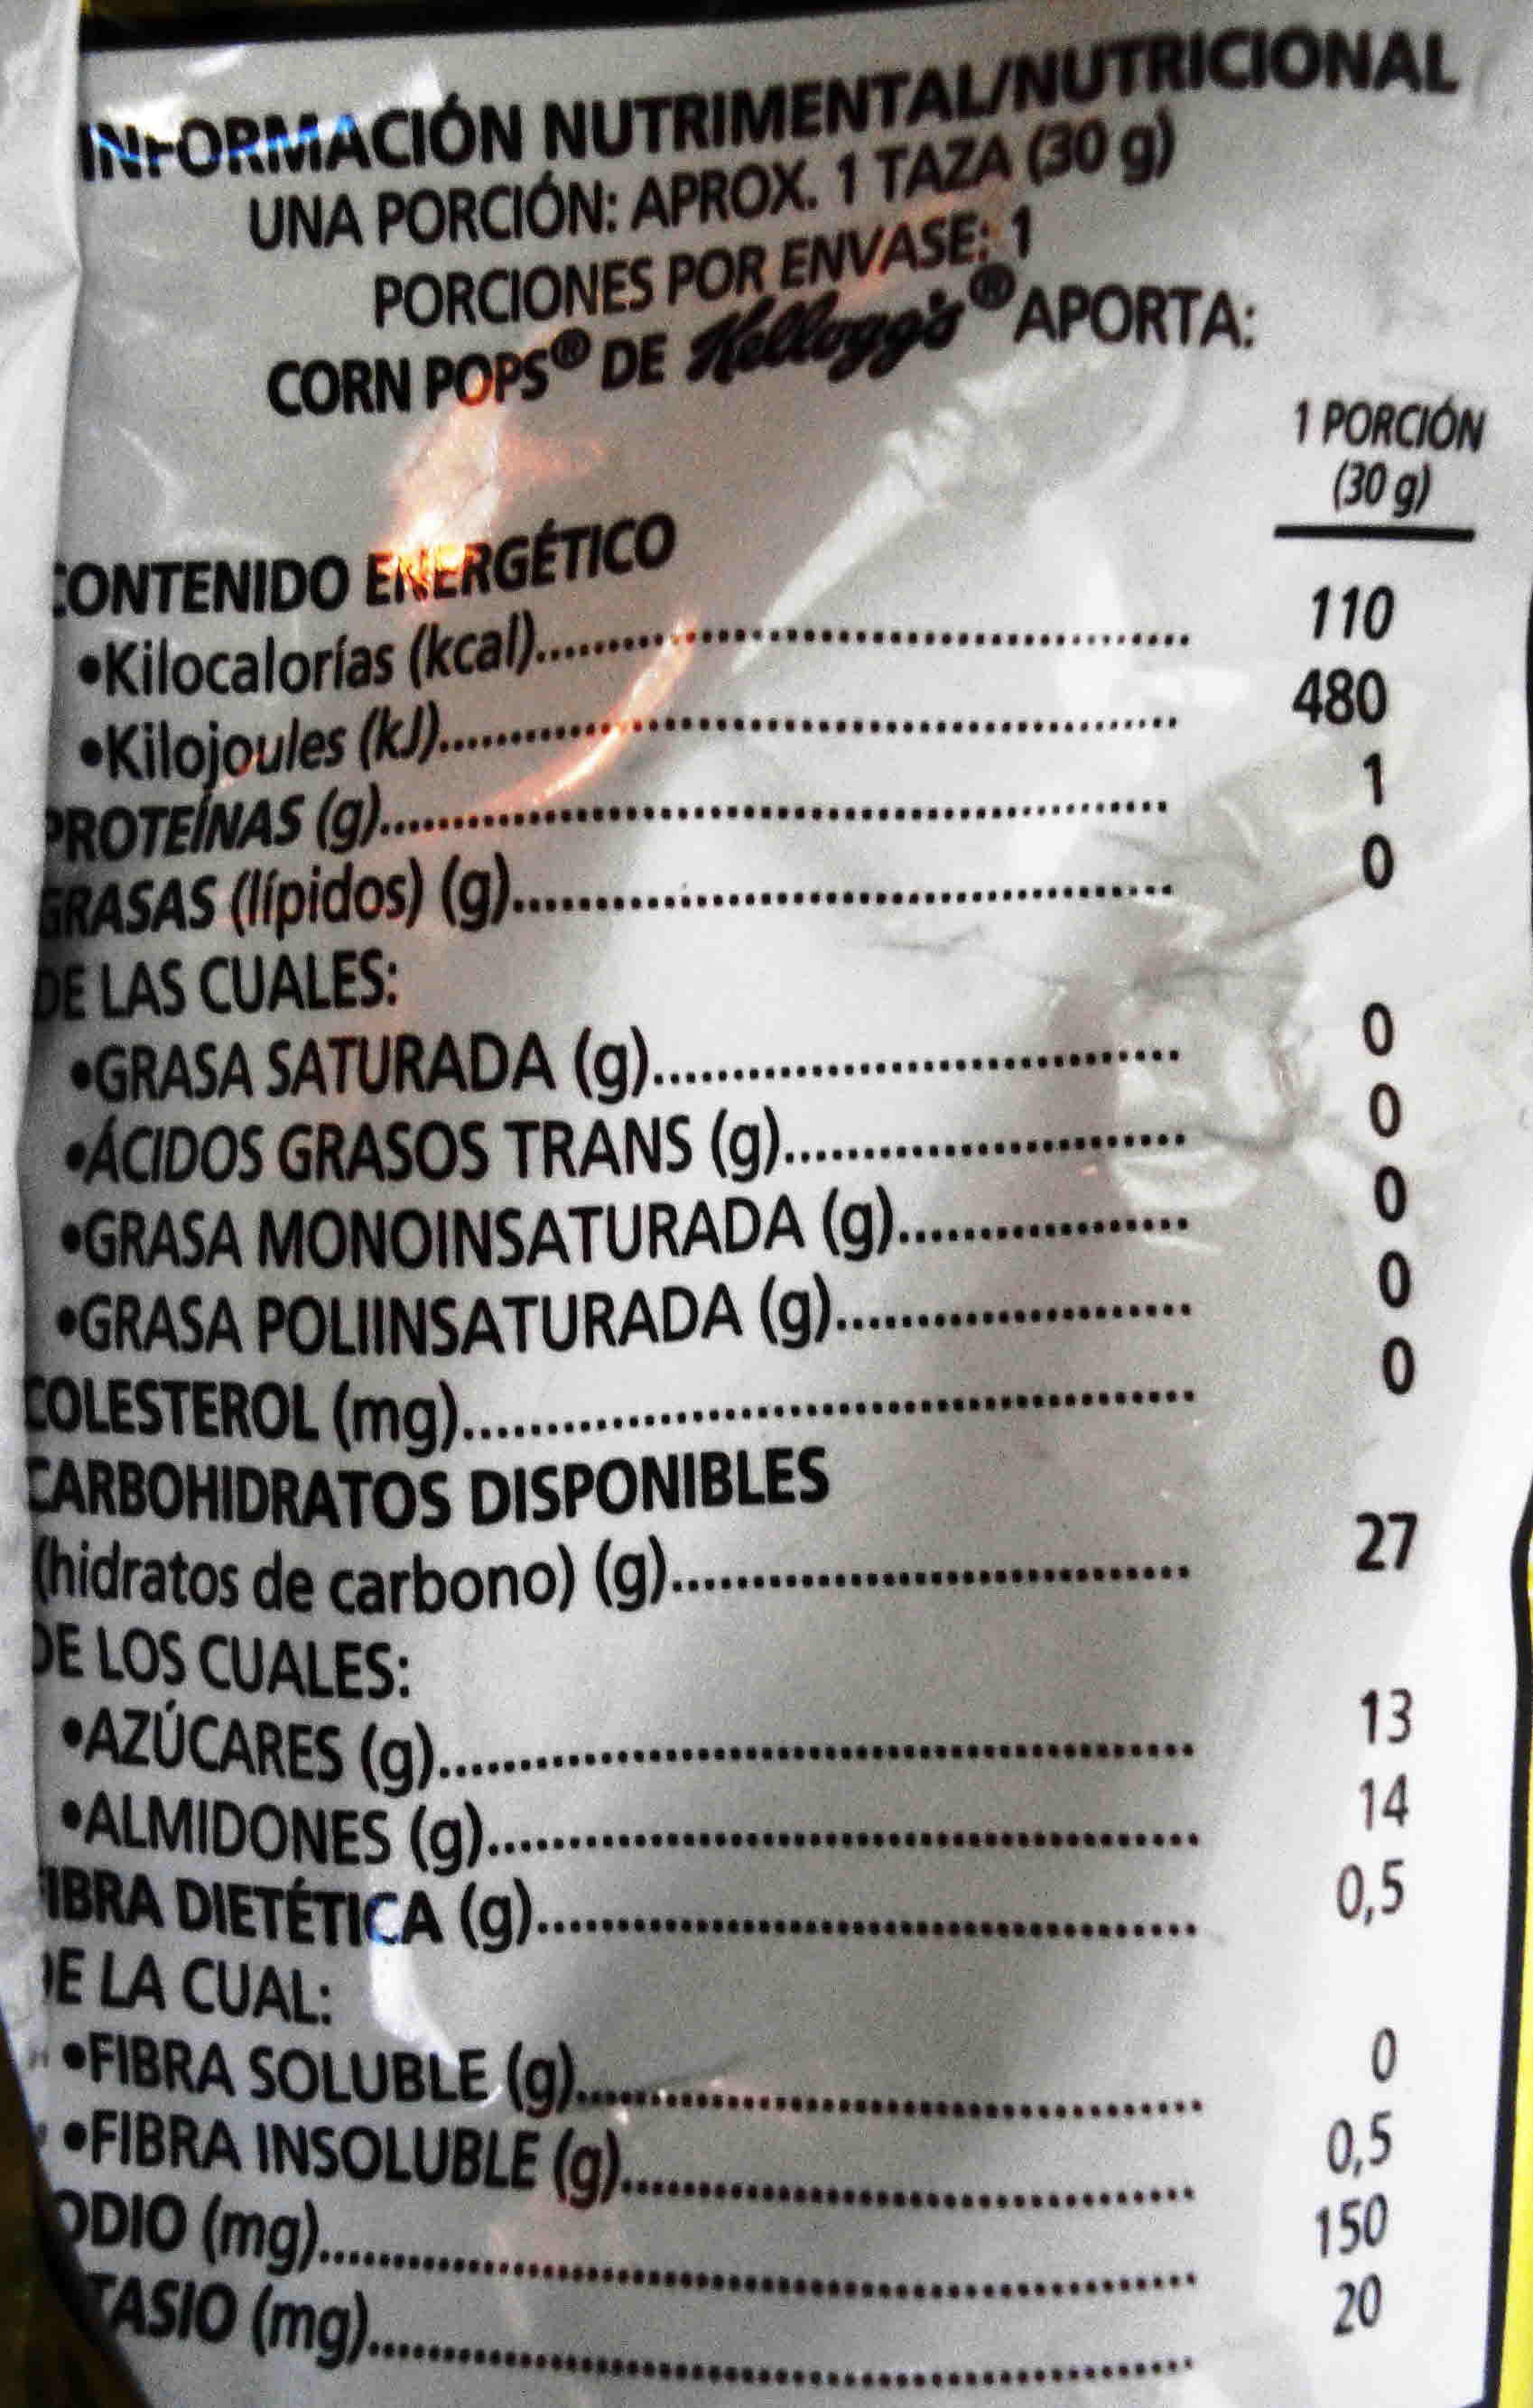 INFORMACIÓN NUTRIMENTAL/NUTRICIONAL
UNA PORCIÓN: APROX. 1 TAZA (30 g)
PORCIONES POR ENVASE: 1
CORN POPS® DE Kellogg's® APORTA:
1 PORCIÓN
(30 g)
CONTENIDO ENERGÉTICO
•Kilocalorías (kcal)........ 110
•Kilojoules (kJ)........ 480
PROTEÍNAS (g)........ 1
GRASAS (lípidos) (g)........ 0
DE LAS CUALES:
•GRASA SATURADA (g)........ 0
•ÁCIDOS GRASOS TRANS (g)........ 0
•GRASA MONOINSATURADA (g)........ 0
•GRASA POLIINSATURADA (g)........ 0
COLESTEROL (mg)........ 0
CARBOHIDRATOS DISPONIBLES
(hidratos de carbono) (g)........ 27
DE LOS CUALES:
•AZÚCARES (g)........ 13
•ALMIDONES (g)........ 14
IBRA DIETÉTICA (g)........ 0,5
DE LA CUAL:
•FIBRA SOLUBLE (g)........ 0
•FIBRA INSOLUBLE (g)........ 0,5
ODIO (mg)........ 150
TASIO (mg)........ 20